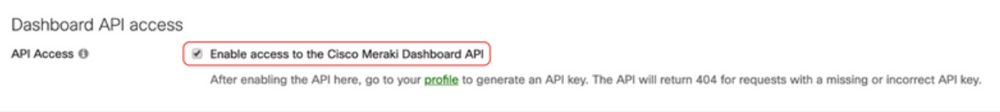 Dashboard API access
API Access Enable access to the Cisco Meraki Dashboard API
After enabling the API here, go to your profile to generate an API key. The API will return 404 for requests with a missing or incorrect API key.